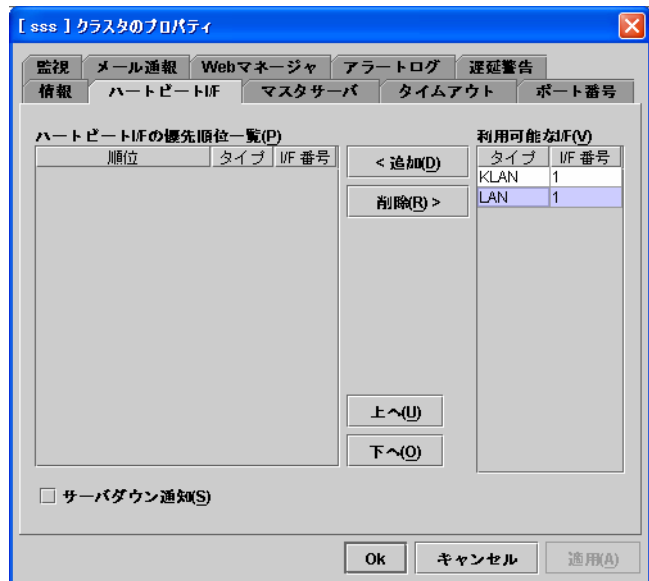 [ sss ] クラスタのプロパティ
監視 メール通報 Webマネージャ アラートログ 遅延警告
情報 ハートビートI/F マスタサーバ タイムアウト ポート番号
ハートビートI/Fの優先順位一覧(P)
利用可能なI/F(V)
順位 タイプ I/F 番号
タイプ I/F 番号
< 追加(D)
KLAN 1
削除(R) >
LAN 1
上へ(U)
下へ(O)
サーバダウン通知(S)
Ok キャンセル 適用(A)